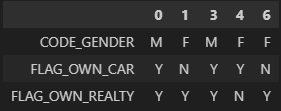 0 1 3 4 6
CODE_GENDER M F M F F
FLAG_OWN_CAR Y N Y Y N
FLAG_OWN_REALTY Y Y Y N Y